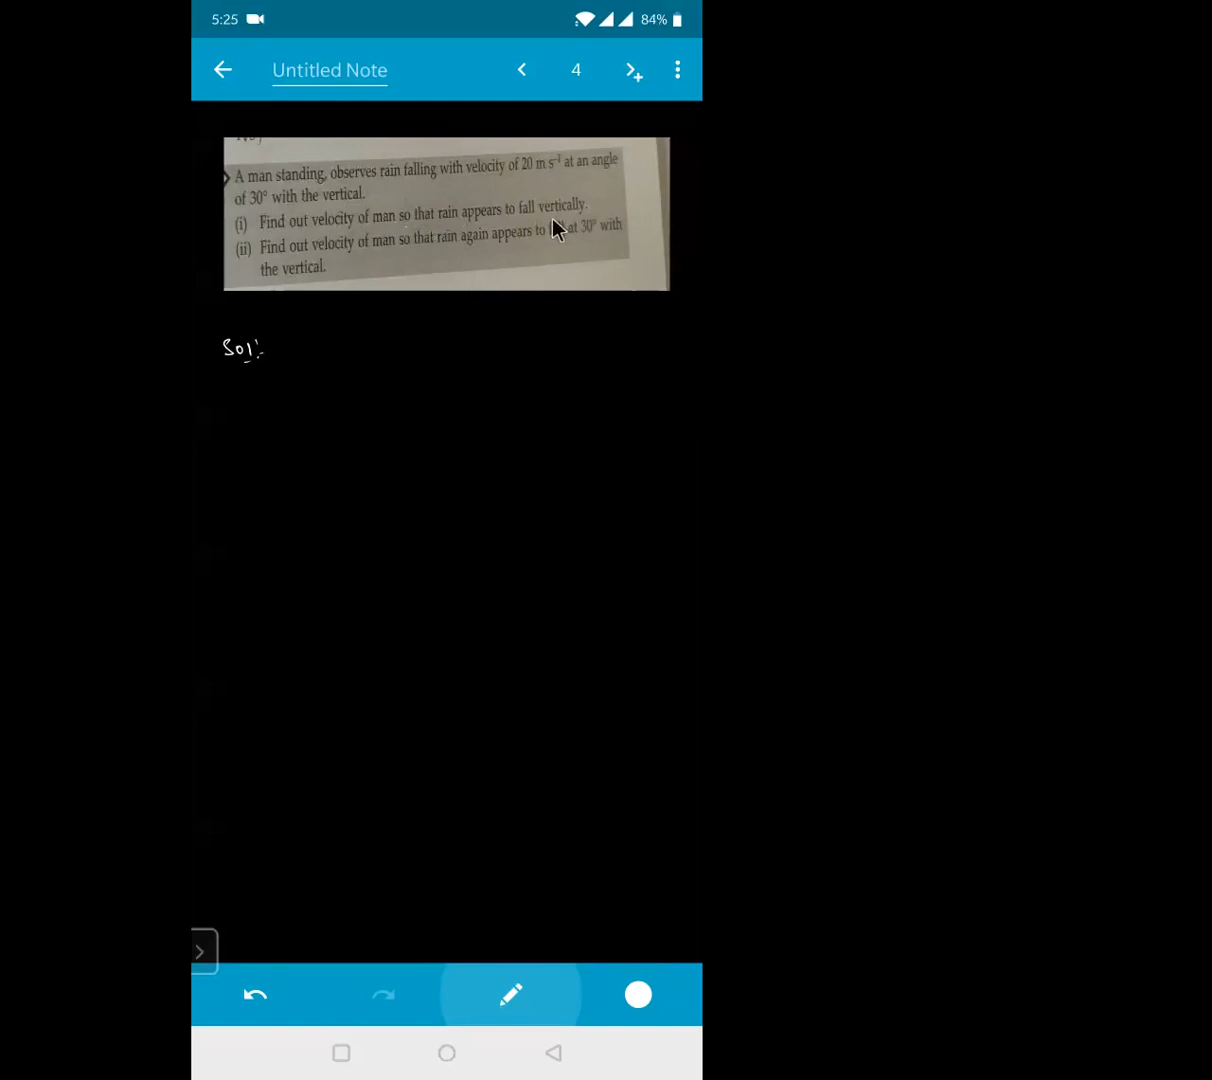 5:25
84%
Untitled Note
4
A man standing, observes rain falling with velocity of 20 m s⁻¹ at an angle
of 30° with the vertical.
(i) Find out velocity of man so that rain appears to fall vertically.
(ii) Find out velocity of man so that rain again appears to at 30° with
the vertical.
Sol:-